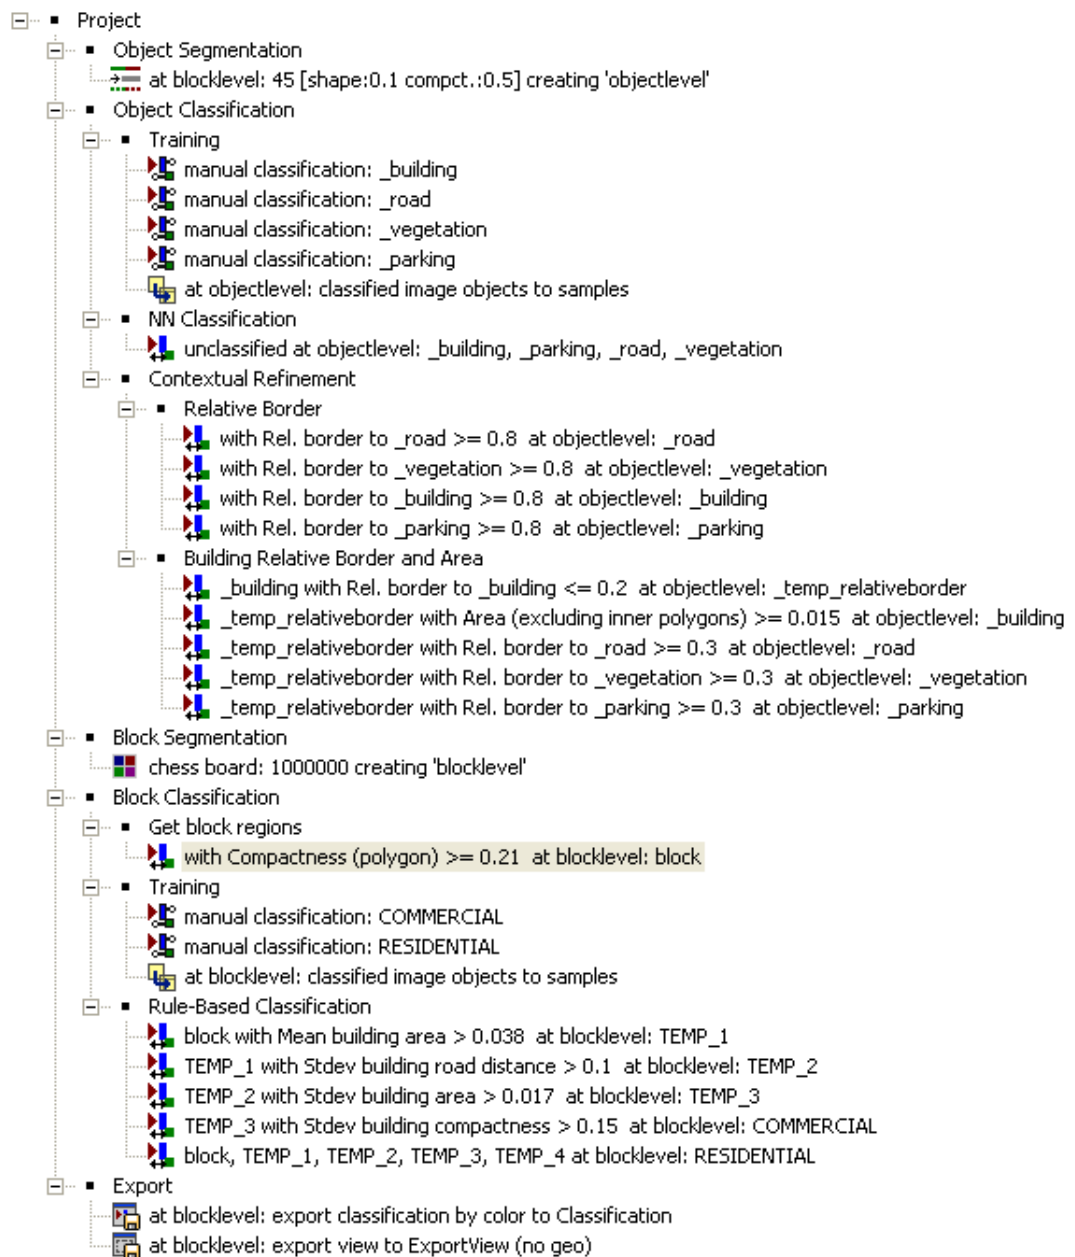 Project
Object Segmentation
at blocklevel: 45 [shape:0.1 compct.:0.5] creating 'objectlevel'
Object Classification
Training
manual classification: _building
manual classification: _road
manual classification: _vegetation
manual classification: _parking
at objectlevel: classified image objects to samples
NN Classification
unclassified at objectlevel: _building, _parking, _road, _vegetation
Contextual Refinement
Relative Border
with Rel. border to _road >= 0.8 at objectlevel: _road
with Rel. border to _vegetation >= 0.8 at objectlevel: _vegetation
with Rel. border to _building >= 0.8 at objectlevel: _building
with Rel. border to _parking >= 0.8 at objectlevel: _parking
Building Relative Border and Area
_building with Rel. border to _building <= 0.2 at objectlevel: _temp_relativeborder
_temp_relativeborder with Area (excluding inner polygons) >= 0.015 at objectlevel: _building
_temp_relativeborder with Rel. border to _road >= 0.3 at objectlevel: _road
_temp_relativeborder with Rel. border to _vegetation >= 0.3 at objectlevel: _vegetation
_temp_relativeborder with Rel. border to _parking >= 0.3 at objectlevel: _parking
Block Segmentation
chess board: 1000000 creating 'blocklevel'
Block Classification
Get block regions
with Compactness (polygon) >= 0.21 at blocklevel: block
Training
manual classification: COMMERCIAL
manual classification: RESIDENTIAL
at blocklevel: classified image objects to samples
Rule-Based Classification
block with Mean building area > 0.038 at blocklevel: TEMP_1
TEMP_1 with Stdev building road distance > 0.1 at blocklevel: TEMP_2
TEMP_2 with Stdev building area > 0.017 at blocklevel: TEMP_3
TEMP_3 with Stdev building compactness > 0.15 at blocklevel: COMMERCIAL
block, TEMP_1, TEMP_2, TEMP_3, TEMP_4 at blocklevel: RESIDENTIAL
Export
at blocklevel: export classification by color to Classification
at blocklevel: export view to ExportView (no geo)